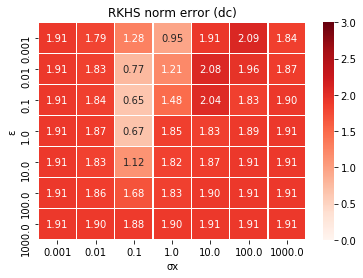 RKHS norm error (dc)
ε
0.001 1.91 1.79 1.28 0.95 1.91 2.09 1.84
0.01 1.91 1.83 0.77 1.21 2.08 1.96 1.87
0.1 1.91 1.84 0.65 1.48 2.04 1.83 1.90
1.0 1.91 1.87 0.67 1.85 1.83 1.89 1.91
10.0 1.91 1.83 1.12 1.82 1.87 1.91 1.91
100.0 1.91 1.86 1.68 1.83 1.90 1.91 1.91
1000.0 1.91 1.90 1.88 1.90 1.91 1.91 1.91
0.001 0.01 0.1 1.0 10.0 100.0 1000.0
σx
3.0
2.5
2.0
1.5
1.0
0.5
0.0